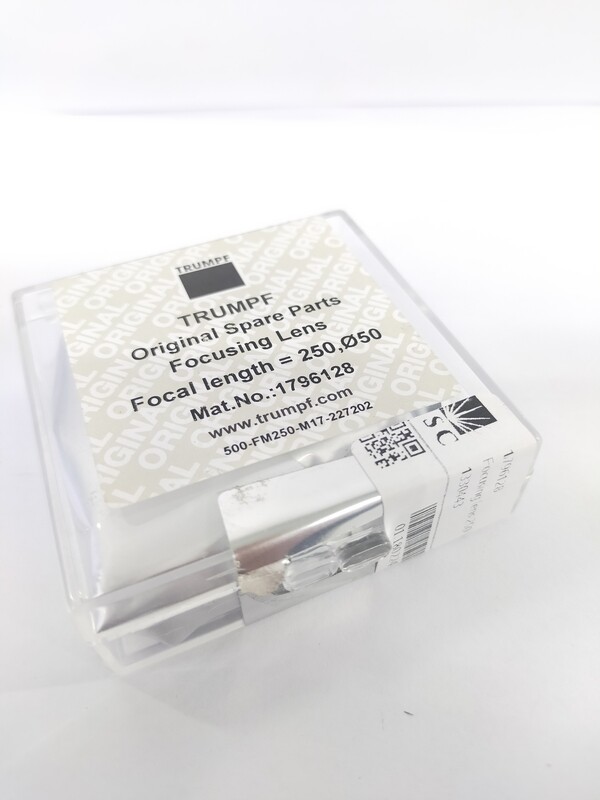 TRUMPF
TRUMPF
Original Spare Parts
Focusing Lens
Focal length = 250,Ø50
Mat.No.:1796128
www.trumpf.com
500-FM250-M17-227202
SC
1796128